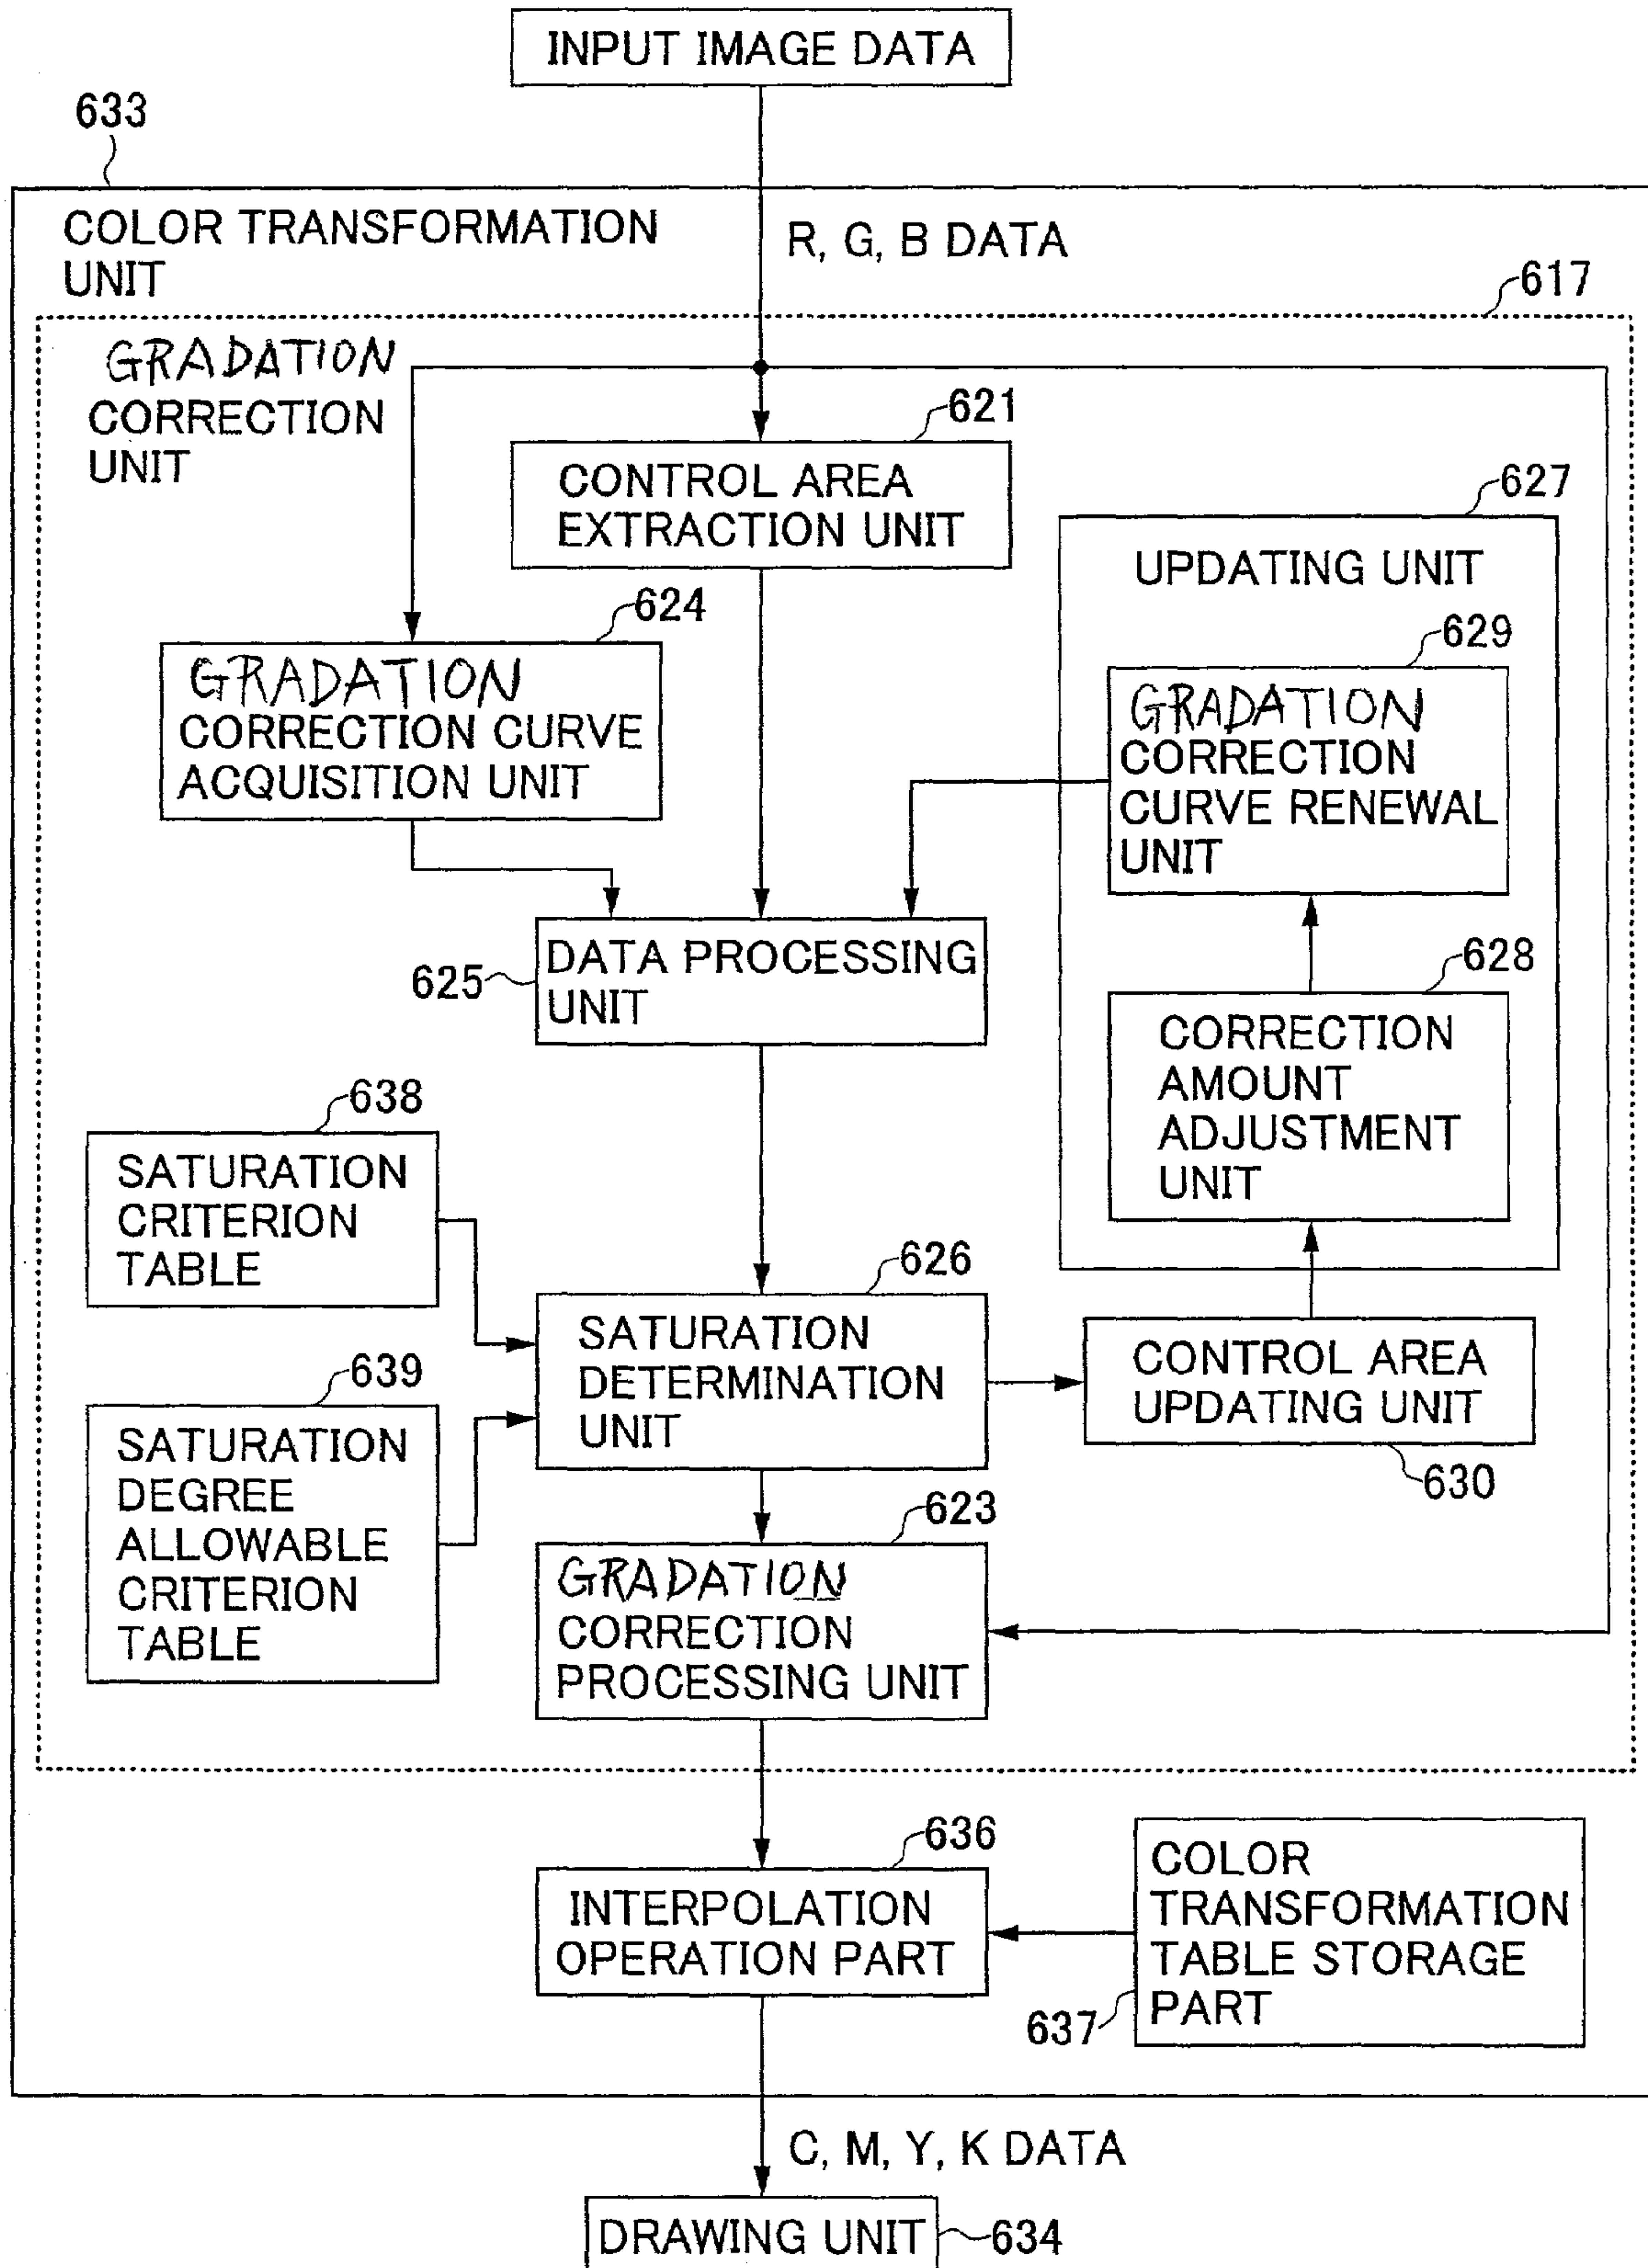 INPUT IMAGE DATA
633
COLOR TRANSFORMATION
UNIT
R, G, B DATA
617
GRADATION
CORRECTION
UNIT
621
CONTROL AREA
EXTRACTION UNIT
627
UPDATING UNIT
624
GRADATION
CORRECTION CURVE
ACQUISITION UNIT
629
GRADATION
CORRECTION
CURVE RENEWAL
UNIT
625
DATA PROCESSING
UNIT
628
CORRECTION
AMOUNT
ADJUSTMENT
UNIT
638
SATURATION
CRITERION
TABLE
626
SATURATION
DETERMINATION
UNIT
CONTROL AREA
UPDATING UNIT
630
639
SATURATION
DEGREE
ALLOWABLE
CRITERION
TABLE
623
GRADATION
CORRECTION
PROCESSING UNIT
636
INTERPOLATION
OPERATION PART
COLOR
TRANSFORMATION
TABLE STORAGE
PART
637
C, M, Y, K DATA
DRAWING UNIT
634